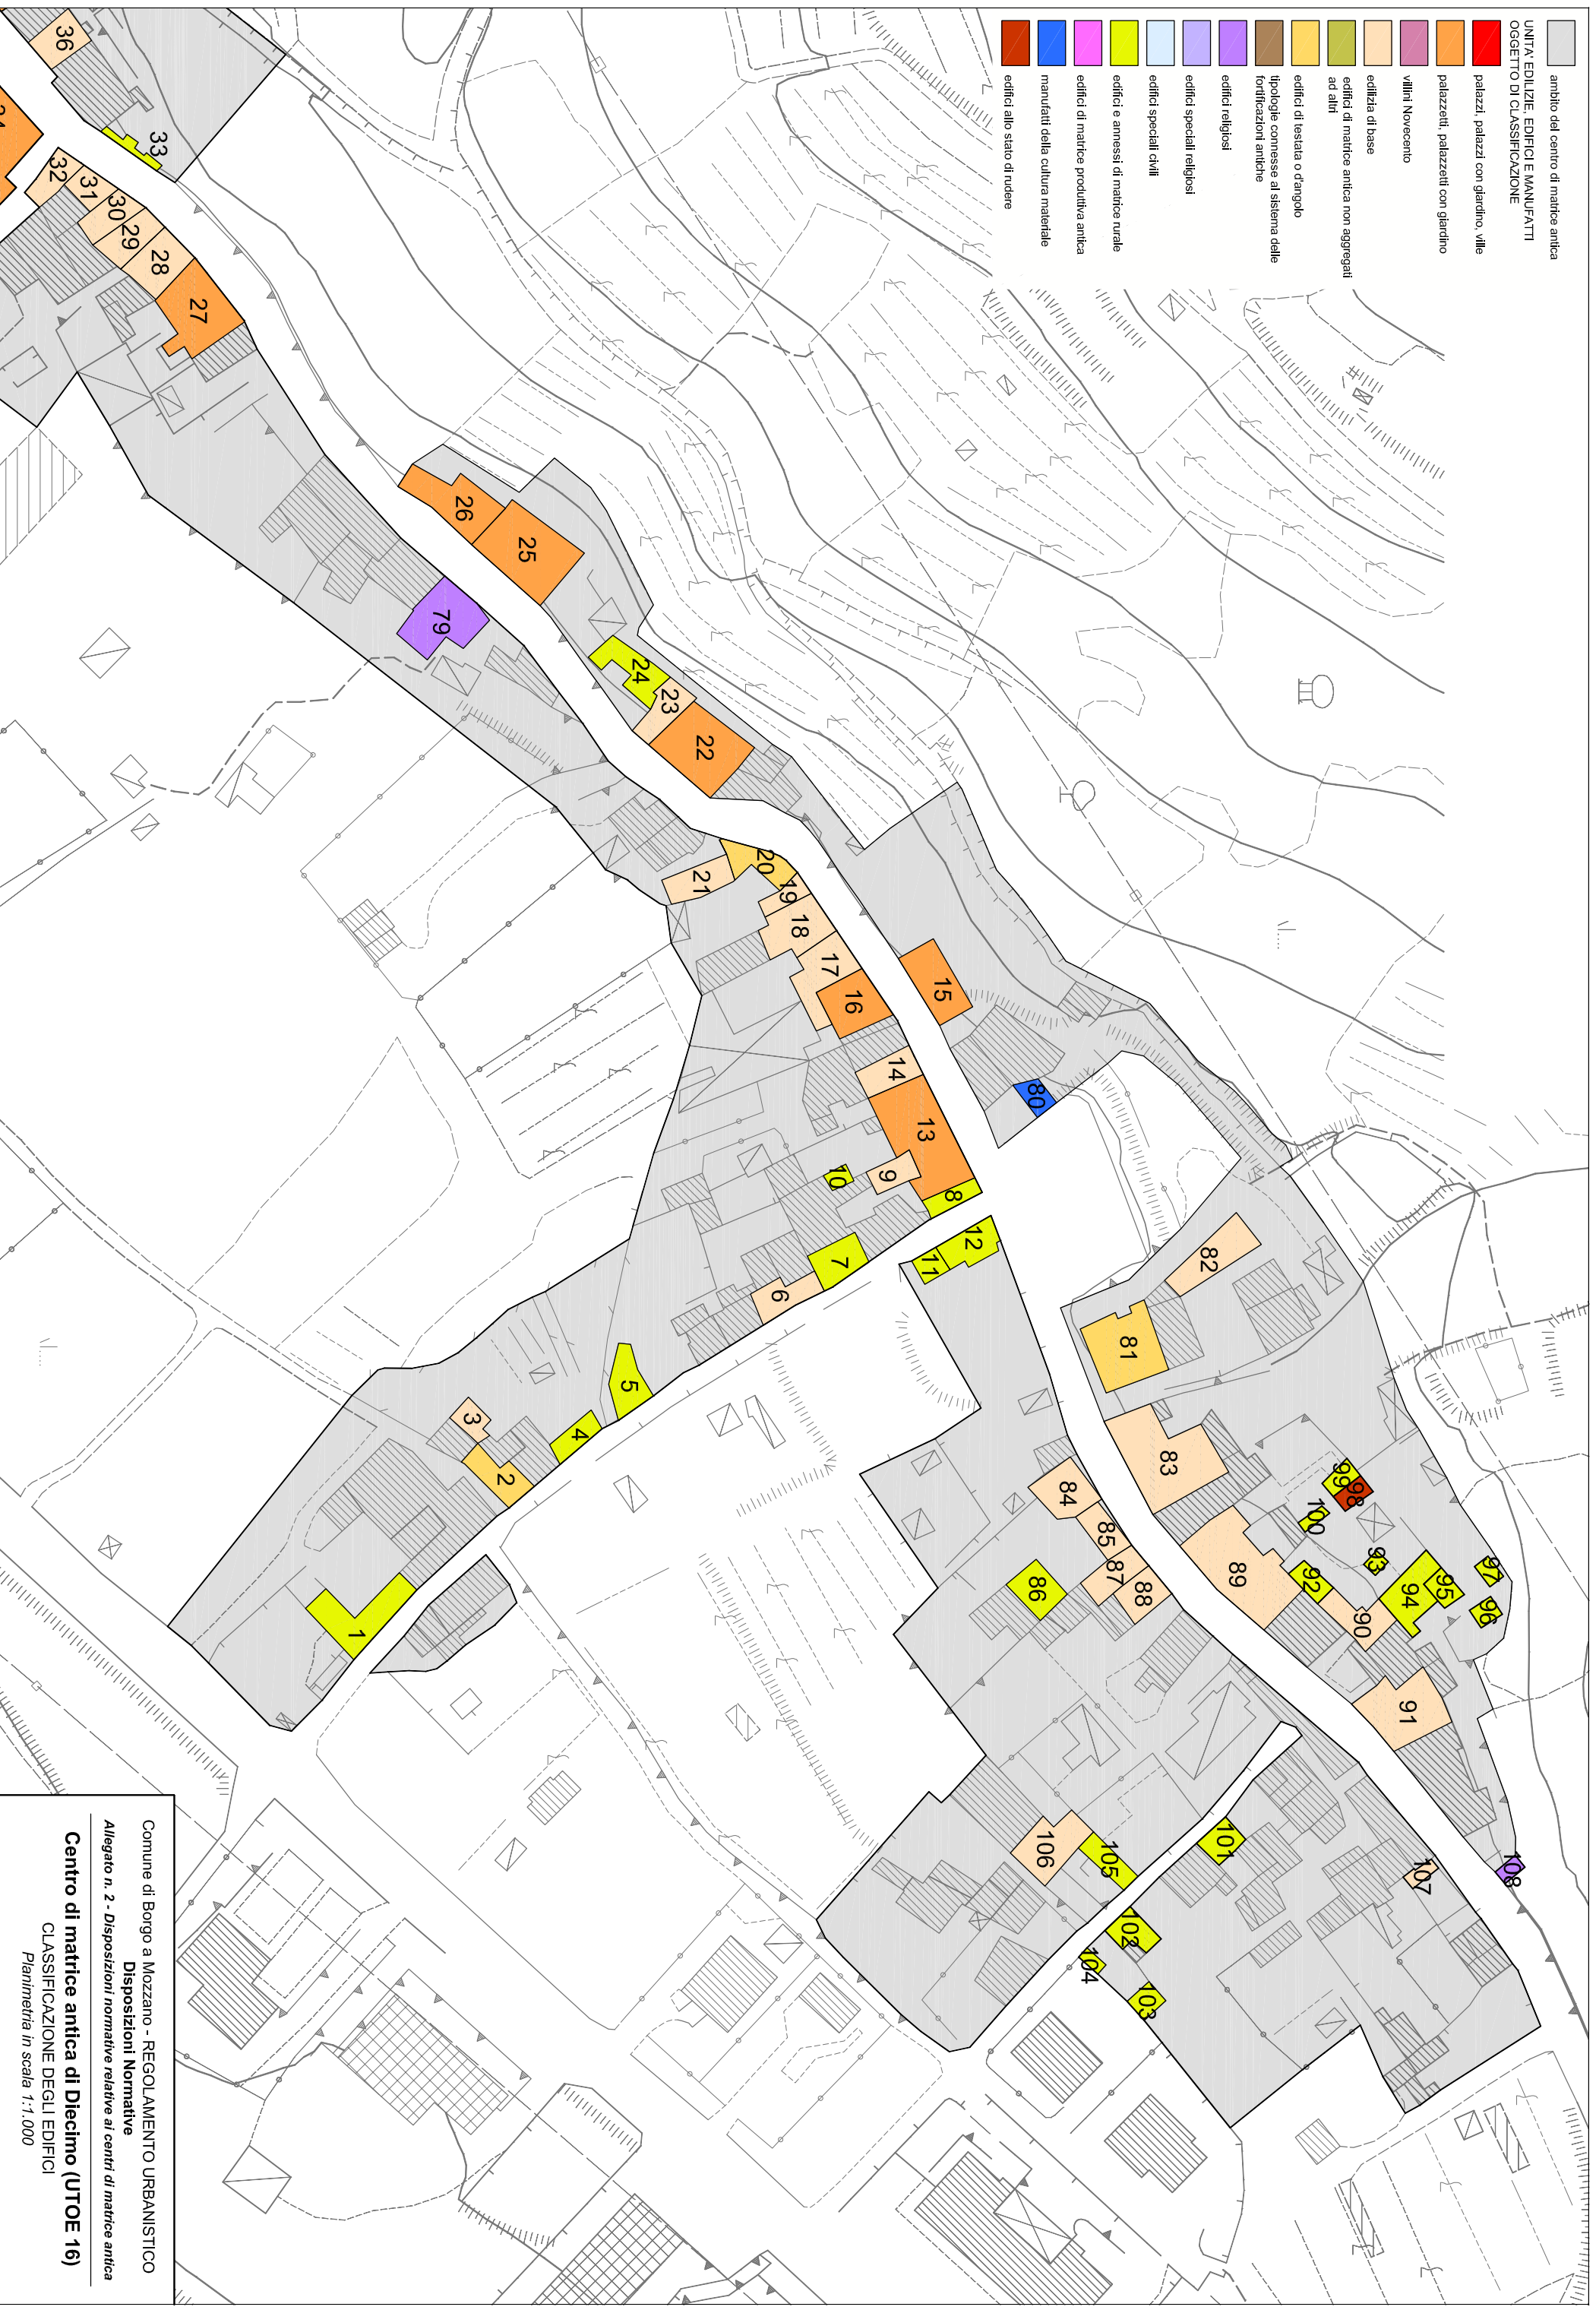 ambito del centro di matrice antica
UNITA' EDILIZIE, EDIFICI E MANUFATTI
OGGETTO DI CLASSIFICAZIONE
palazzi, palazzi con giardino, ville
palazzetti, palazzetti con giardino
villini Novecento
edilizia di base
edifici di matrice antica non aggregati
ad altri
edifici di testata o d'angolo
tipologie connesse al sistema delle
fortificazioni antiche
edifici religiosi
edifici speciali religiosi
edifici speciali civili
edifici e annessi di matrice rurale
edifici di matrice produttiva antica
manufatti della cultura materiale
edifici allo stato di rudere
36
33
32
31
30
29
28
27
26
25
79
24
23
22
20
21
19
18
17
16
15
14
13
80
10
9
8
12
11
7
6
5
4
3
2
1
82
81
83
84
85
87
88
86
89
99
98
100
93
92
94
95
97
96
90
91
101
105
106
102
104
103
107
108
Comune di Borgo a Mozzano - REGOLAMENTO URBANISTICO
Disposizioni Normative
Allegato n. 2 - Disposizioni normative relative ai centri di matrice antica
Centro di matrice antica di Diecimo (UTOE 16)
CLASSIFICAZIONE DEGLI EDIFICI
Planimetria in scala 1:1.000